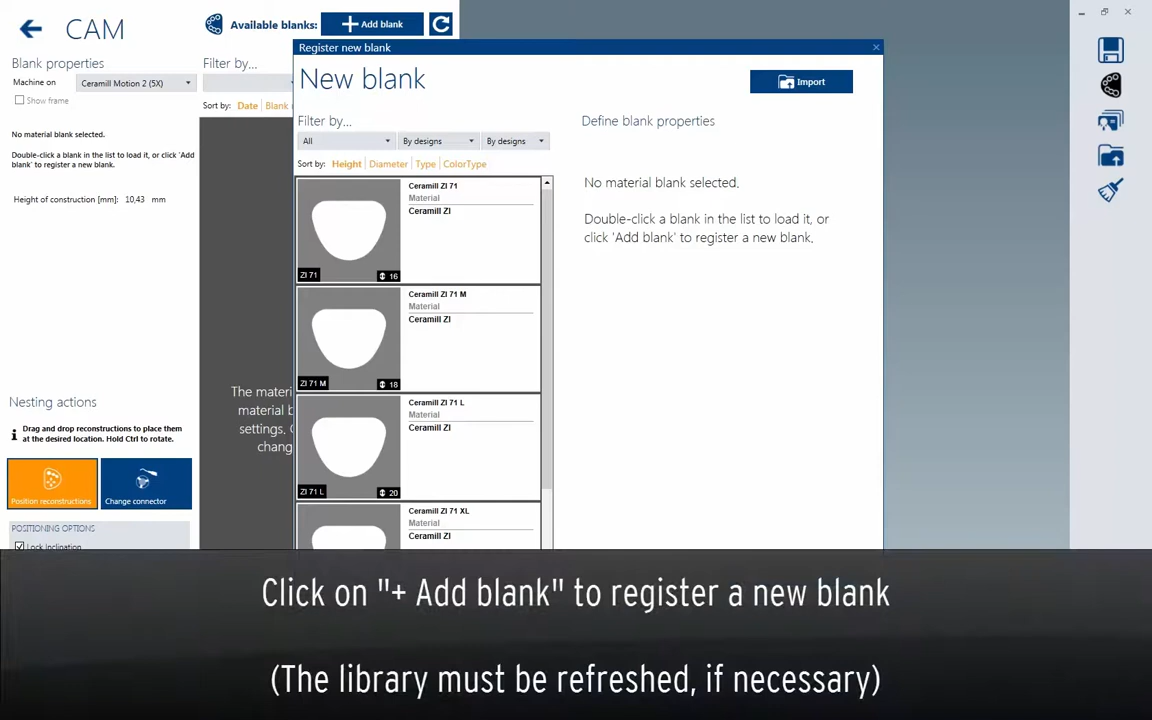 CAM
Available blanks:
Add blank
Blank properties
Filter by...
Machine on
Ceramill Motion 2 (5X)
Show frame
Sort by: Date Blank
No material blank selected.
Double-click a blank in the list to load it, or click 'Add
blank' to register a new blank.
Height of construction [mm]: 10,43 mm
Nesting actions
Drag and drop reconstructions to place them
at the desired location. Hold Ctrl to rotate.
Position reconstructions
Change connector
POSITIONING OPTIONS
Lock Inclination
The materi
material b
settings.
chang
Register new blank
New blank
Import
Filter by...
All
By designs
By designs
Sort by: Height Diameter Type ColorType
Ceramill ZI 71
Material
Ceramill ZI
ZI 71
16
Ceramill ZI 71 M
Material
Ceramill ZI
ZI 71 M
18
Ceramill ZI 71 L
Material
Ceramill ZI
ZI 71 L
20
Ceramill ZI 71 XL
Material
Ceramill ZI
Define blank properties
No material blank selected.
Double-click a blank in the list to load it, or
click 'Add blank' to register a new blank.
Click on "+ Add blank" to register a new blank
(The library must be refreshed, if necessary)